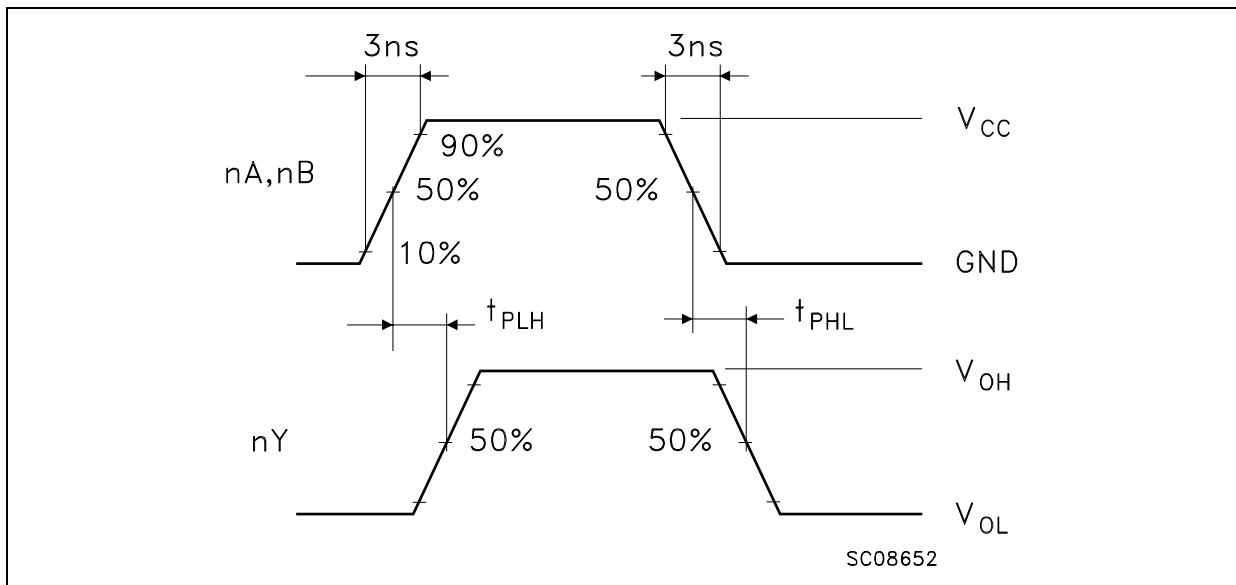 3ns 3ns
V_CC
90%
nA,nB 50% 50%
10% GND
t_PLH t_PHL
V_OH
nY 50% 50%
V_OL
SC08652